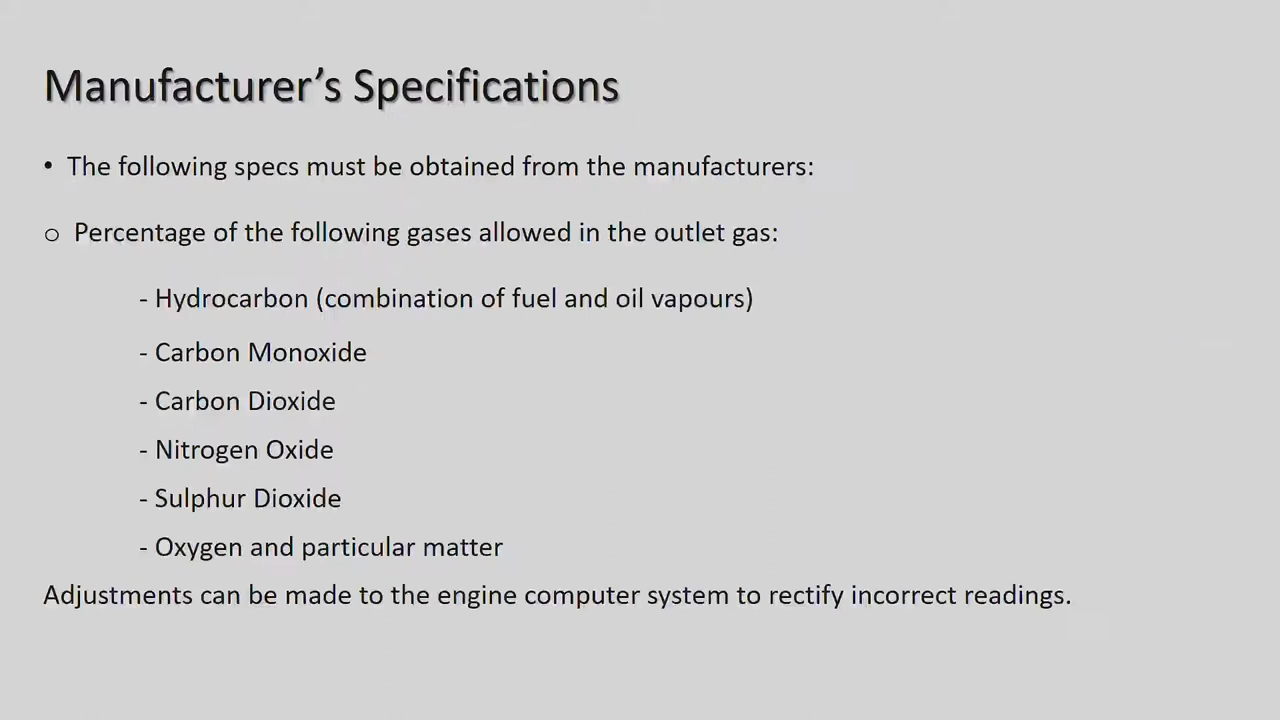 Manufacturer’s Specifications
• The following specs must be obtained from the manufacturers:
o Percentage of the following gases allowed in the outlet gas:
- Hydrocarbon (combination of fuel and oil vapours)
- Carbon Monoxide
- Carbon Dioxide
- Nitrogen Oxide
- Sulphur Dioxide
- Oxygen and particular matter
Adjustments can be made to the engine computer system to rectify incorrect readings.